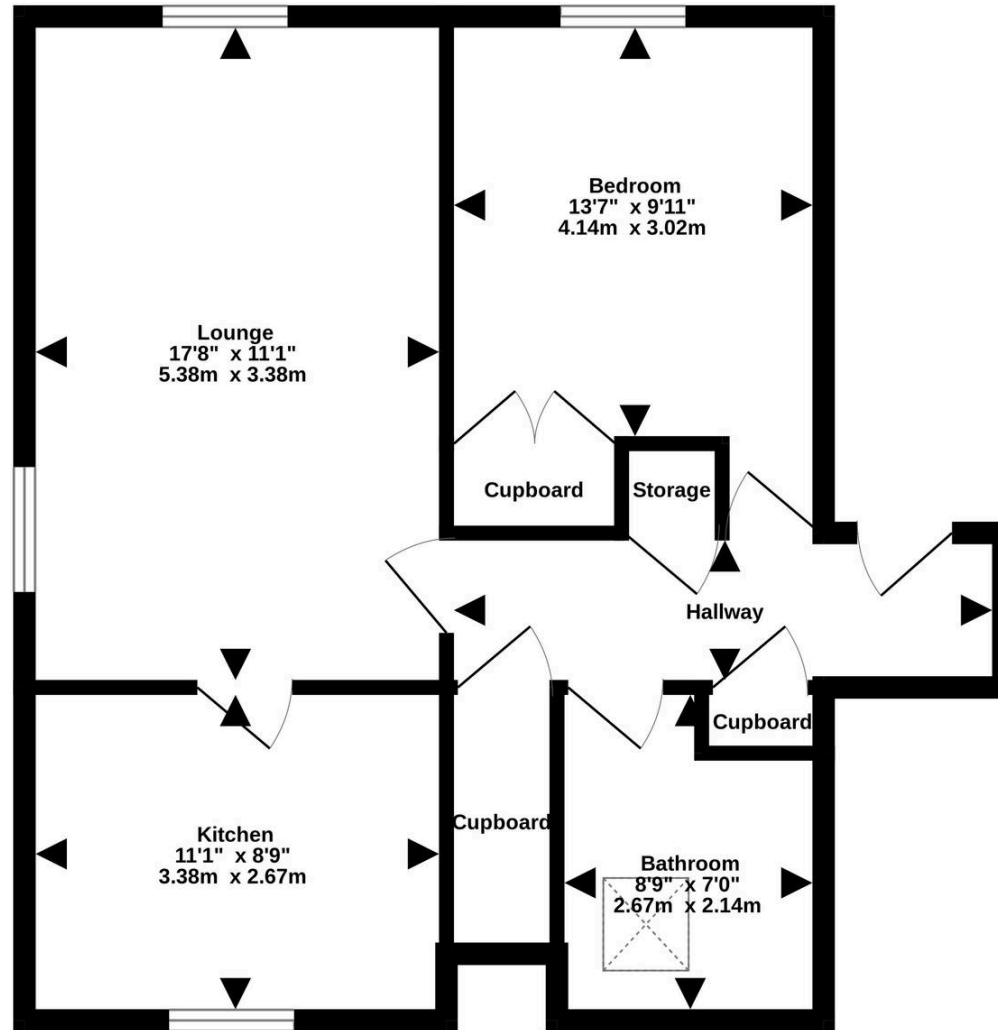 Bedroom
13'7" x 9'11"
4.14m x 3.02m
Lounge
17'8" x 11'1"
5.38m x 3.38m
Cupboard
Storage
Hallway
Cupboard
Cupboard
Kitchen
11'1" x 8'9"
3.38m x 2.67m
Bathroom
8'9" x 7'0"
2.67m x 2.14m